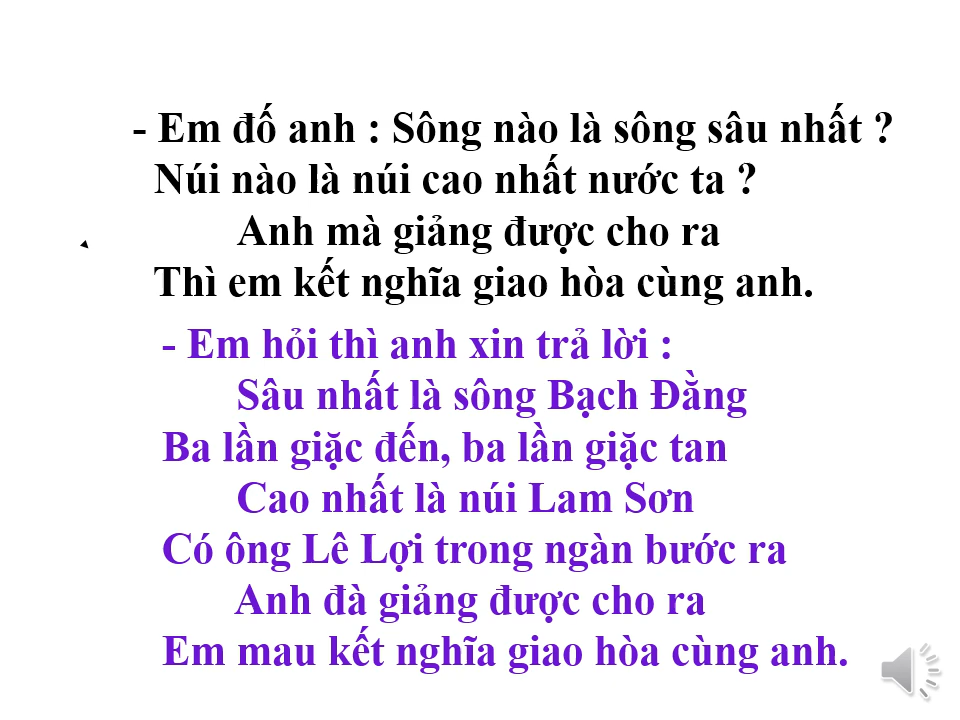 - Em đố anh : Sông nào là sông sâu nhất ?
Núi nào là núi cao nhất nước ta ?
Anh mà giảng được cho ra
Thì em kết nghĩa giao hòa cùng anh.
- Em hỏi thì anh xin trả lời :
Sâu nhất là sông Bạch Đằng
Ba lần giặc đến, ba lần giặc tan
Cao nhất là núi Lam Sơn
Có ông Lê Lợi trong ngàn bước ra
Anh đà giảng được cho ra
Em mau kết nghĩa giao hòa cùng anh.